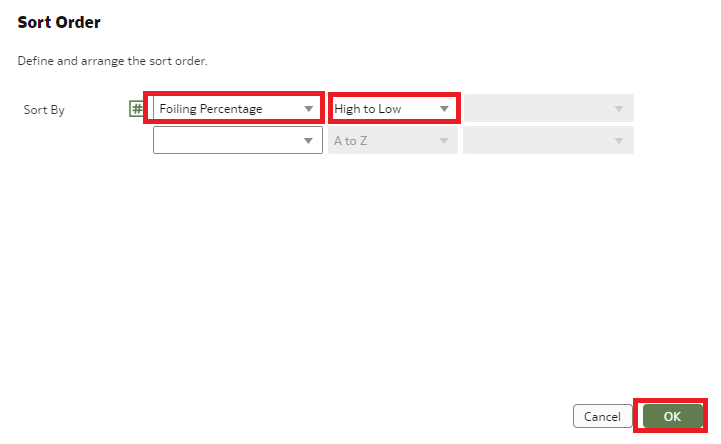 Sort Order
Define and arrange the sort order.
Sort By # Foiling Percentage High to Low
A to Z
Cancel OK